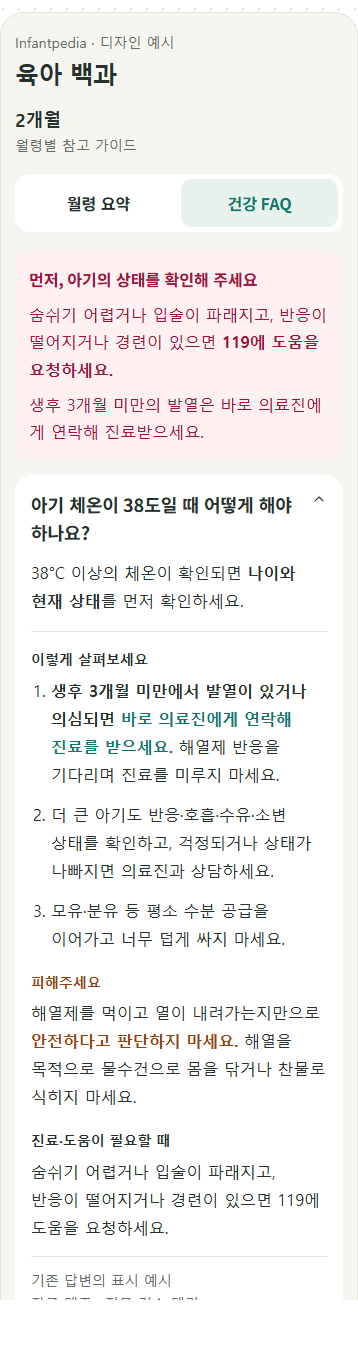 Infantpedia · 디자인 예시
육아 백과
2개월
월령별 참고 가이드
월령 요약
건강 FAQ
먼저, 아기의 상태를 확인해 주세요
숨쉬기 어렵거나 입술이 파래지고, 반응이
떨어지거나 경련이 있으면 119에 도움을
요청하세요.
생후 3개월 미만의 발열은 바로 의료진에
게 연락해 진료받으세요.
아기 체온이 38도일 때 어떻게 해야
하나요?
38°C 이상의 체온이 확인되면 나이와
현재 상태를 먼저 확인하세요.
이렇게 살펴보세요
1. 생후 3개월 미만에서 발열이 있거나
의심되면 바로 의료진에게 연락해
진료를 받으세요. 해열제 반응을
기다리며 진료를 미루지 마세요.
2. 더 큰 아기도 반응·호흡·수유·소변
상태를 확인하고, 걱정되거나 상태가
나빠지면 의료진과 상담하세요.
3. 모유·분유 등 평소 수분 공급을
이어가고 너무 덥게 싸지 마세요.
피해주세요
해열제를 먹이고 열이 내려가는지만으로
안전하다고 판단하지 마세요. 해열을
목적으로 물수건으로 몸을 닦거나 찬물로
식히지 마세요.
진료·도움이 필요할 때
숨쉬기 어렵거나 입술이 파래지고,
반응이 떨어지거나 경련이 있으면 119에
도움을 요청하세요.
기존 답변의 표시 예시